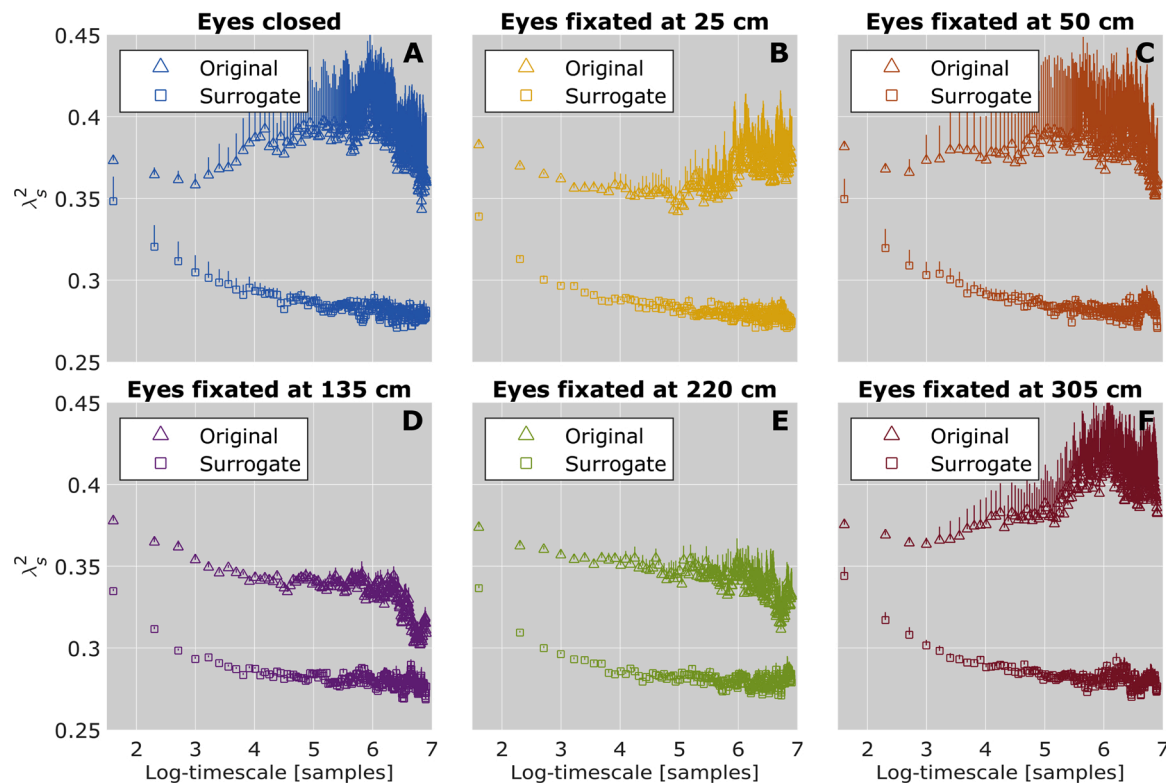 Eyes closed
Eyes fixated at 25 cm
Eyes fixated at 50 cm
0.45
0.4
0.35
0.3
0.25
λs²
Original
Surrogate
A
Original
Surrogate
B
Original
Surrogate
C
Eyes fixated at 135 cm
Eyes fixated at 220 cm
Eyes fixated at 305 cm
0.45
0.4
0.35
0.3
0.25
λs²
Original
Surrogate
D
Original
Surrogate
E
Original
Surrogate
F
2 3 4 5 6 7
2 3 4 5 6 7
2 3 4 5 6 7
Log-timescale [samples]
Log-timescale [samples]
Log-timescale [samples]